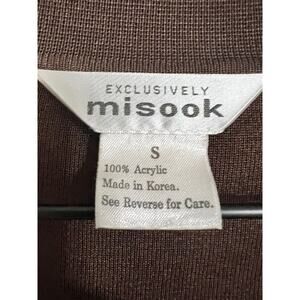 EXCLUSIVELY
misook
S
100% Acrylic
Made in Korea.
See Reverse for Care.